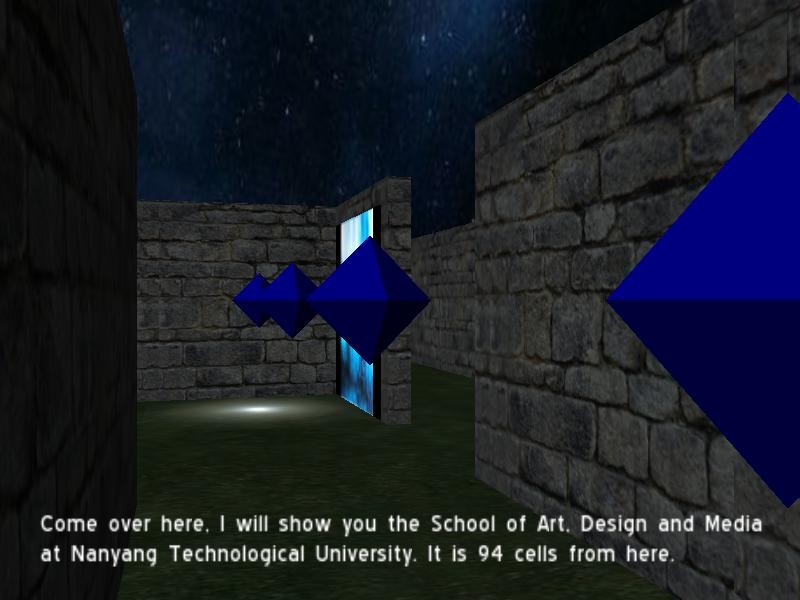 Come over here. I will show you the School of Art, Design and Media
at Nanyang Technological University. It is 94 cells from here.